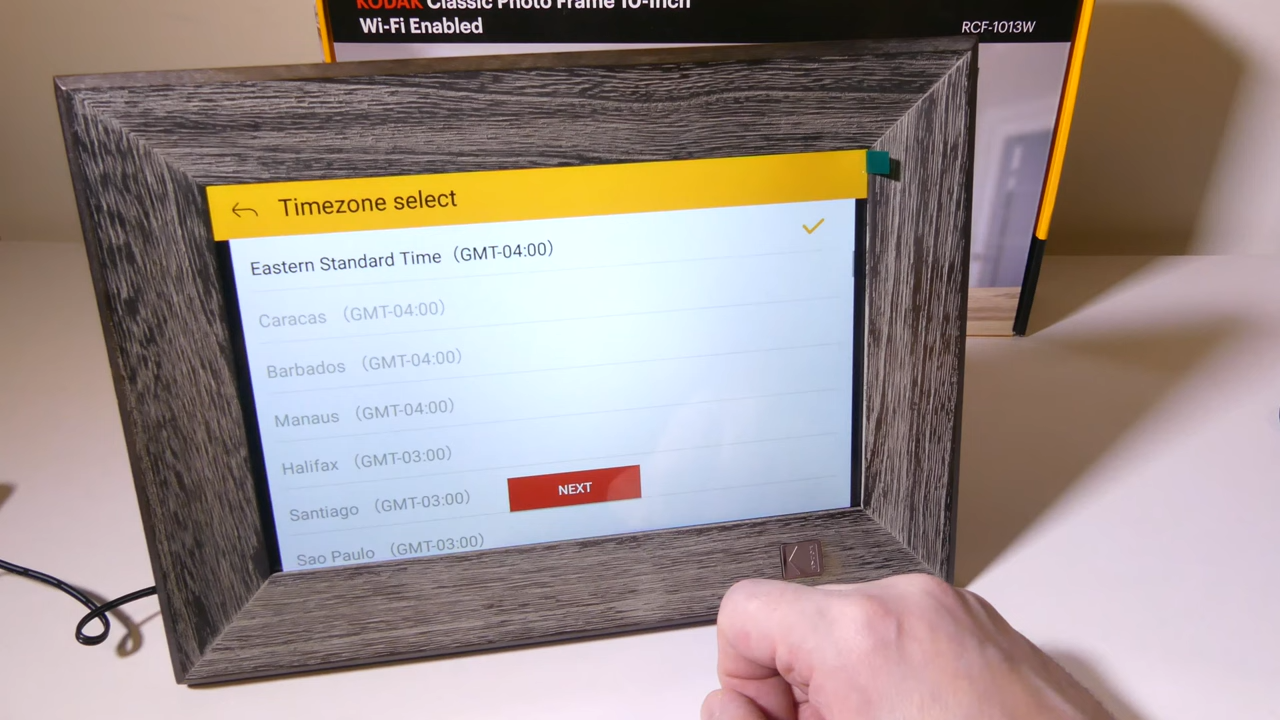 KODAK Classic Photo Frame 10-Inch
Wi-Fi Enabled
RCF-1013W
Timezone select
Eastern Standard Time (GMT-04:00)
Caracas (GMT-04:00)
Barbados (GMT-04:00)
Manaus (GMT-04:00)
Halifax (GMT-03:00)
Santiago (GMT-03:00)
Sao Paulo (GMT-03:00)
NEXT